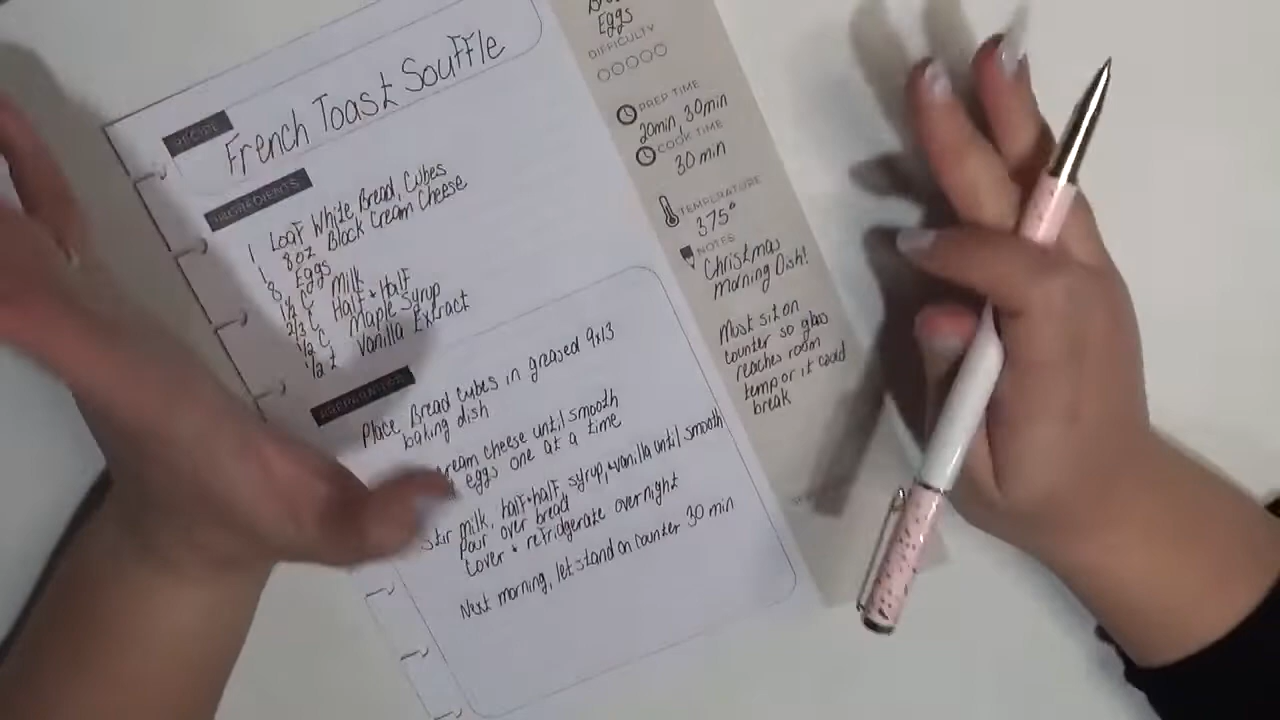 RECIPE
French Toast Souffle
INGREDIENTS
1 Loaf White Bread, Cubes
1 8oz Block Cream Cheese
8 Eggs
1½ C Milk
2/3 C Half + Half
½ C Maple Syrup
½ t Vanilla Extract
PREPARATION
Place Bread cubes in greased 9x13
baking dish
cream cheese until smooth
eggs one at a time
Stir milk, half+half, syrup, + vanilla until smooth
Pour over bread
Cover + refridgerate overnight
Next morning, let stand on counter 30 min
Eggs
DIFFICULTY
PREP TIME
20min, 30min
COOK TIME
30 min
TEMPERATURE
375°
NOTES
Christmas
morning Dish!
Must sit on
counter so glass
reaches room
temp or it could
break